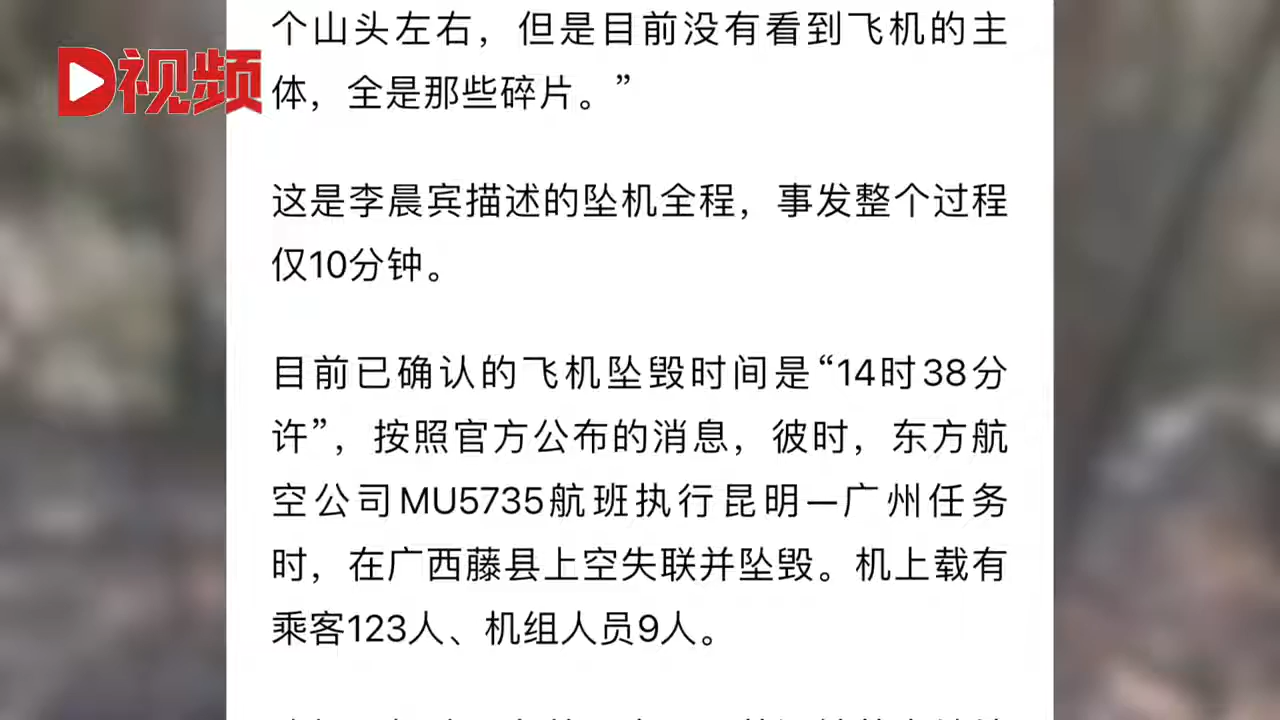 D视频
个山头左右，但是目前没有看到飞机的主
体，全是那些碎片。”
这是李晨宾描述的坠机全程，事发整个过程
仅10分钟。
目前已确认的飞机坠毁时间是“14时38分
许”，按照官方公布的消息，彼时，东方航
空公司MU5735航班执行昆明—广州任务
时，在广西藤县上空失联并坠毁。机上载有
乘客123人、机组人员9人。